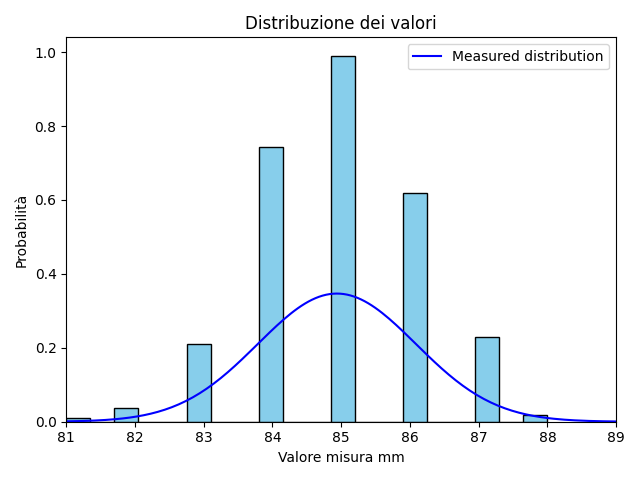 Distribuzione dei valori
Measured distribution
1.0
0.8
0.6
0.4
0.2
0.0
Probabilità
81 82 83 84 85 86 87 88 89
Valore misura mm